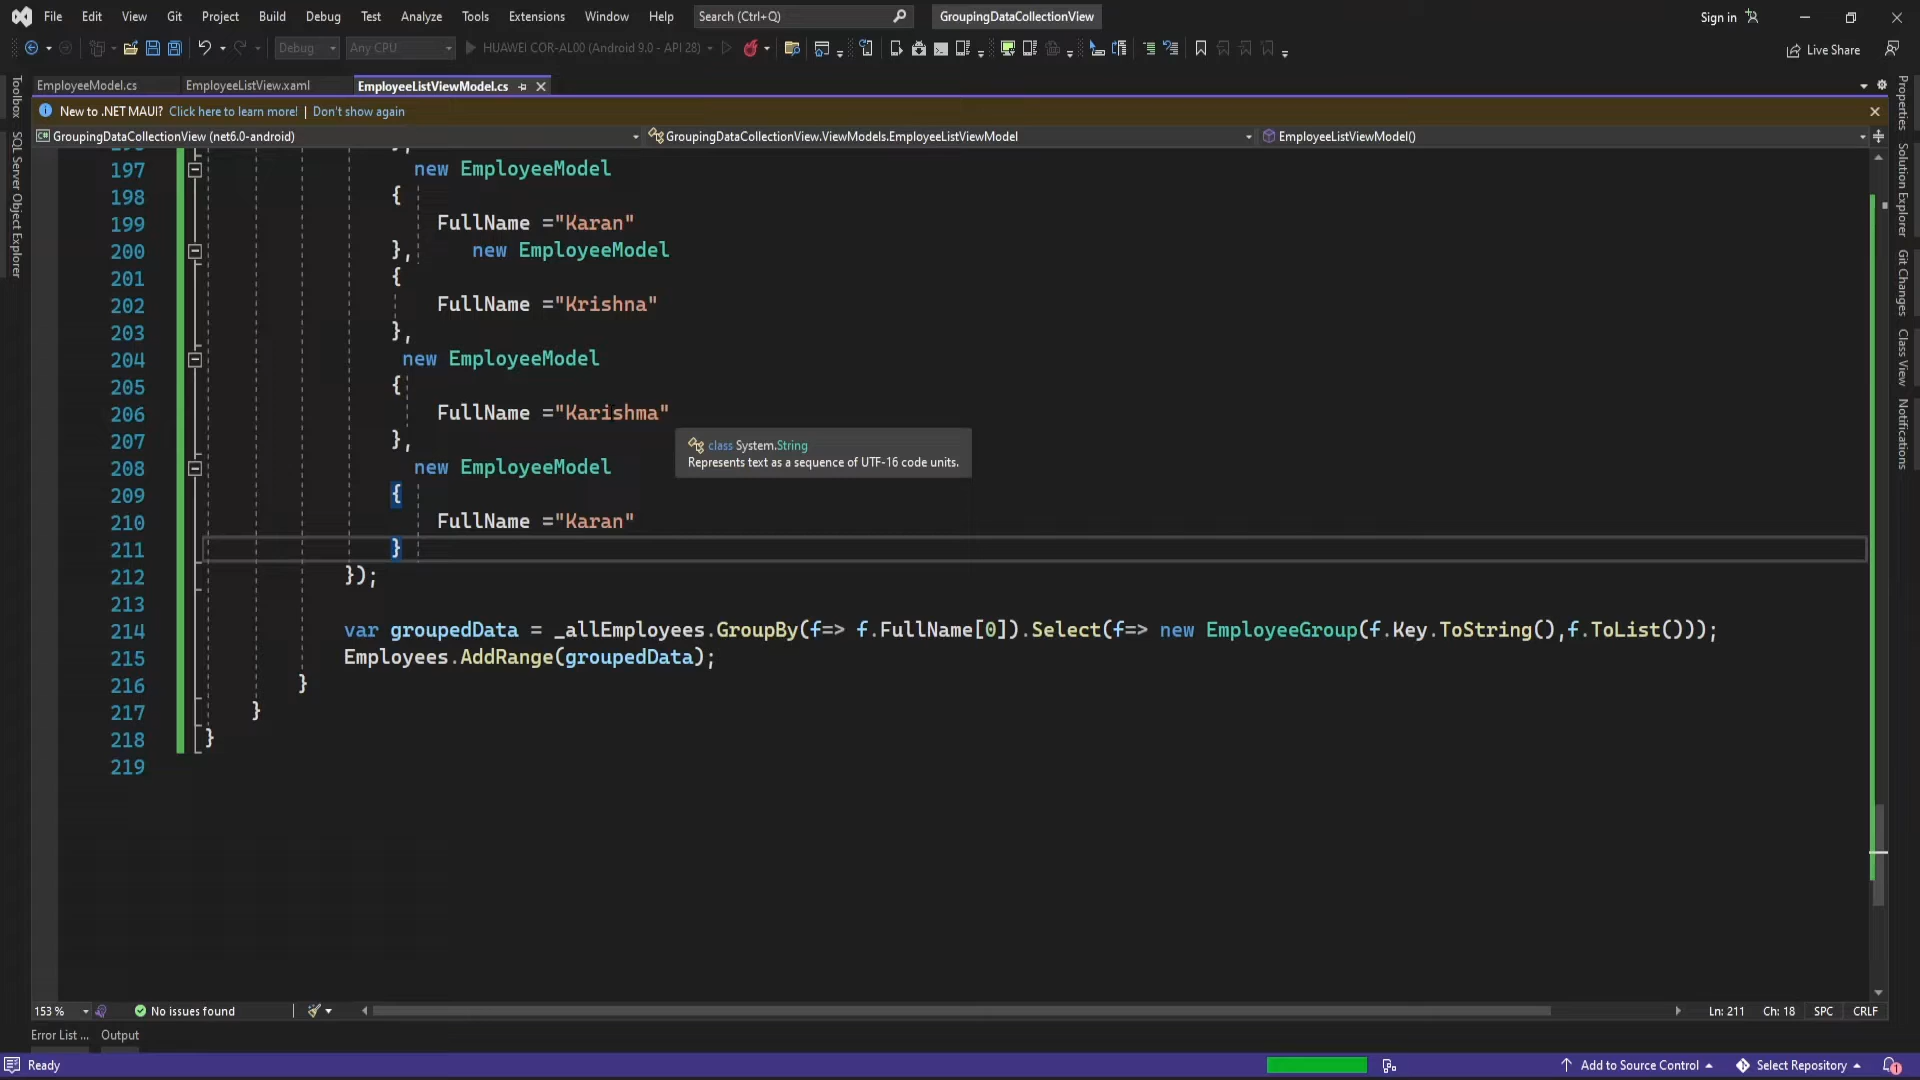 File Edit View Git Project Build Debug Test Analyze Tools Extensions Window Help Search (Ctrl+Q) GroupingDataCollectionView Sign in
Debug Any CPU HUAWEI COR-AL00 (Android 9.0 - API 28) Live Share
EmployeeModel.cs EmployeeListView.xaml EmployeeListViewModel.cs
New to .NET MAUI? Click here to learn more! | Don't show again
GroupingDataCollectionView (net6.0-android) GroupingDataCollectionView.ViewModels.EmployeeListViewModel EmployeeListViewModel()
197 new EmployeeModel
198 {
199 FullName ="Karan"
200 }, new EmployeeModel
201 {
202 FullName ="Krishna"
203 },
204 new EmployeeModel
205 {
206 FullName ="Karishma"
207 },
208 new EmployeeModel
209 {
210 FullName ="Karan"
211 }
212 });
213
214 var groupedData = _allEmployees.GroupBy(f=> f.FullName[0]).Select(f=> new EmployeeGroup(f.Key.ToString(),f.ToList()));
215 Employees.AddRange(groupedData);
216 }
217 }
218 }
219
class System.String
Represents text as a sequence of UTF-16 code units.
Toolbox
SQL Server Object Explorer
Properties
Solution Explorer
Git Changes
Class View
Notifications
153 % No issues found Ln: 211 Ch: 18 SPC CRLF
Error List ... Output
Ready Add to Source Control Select Repository 1